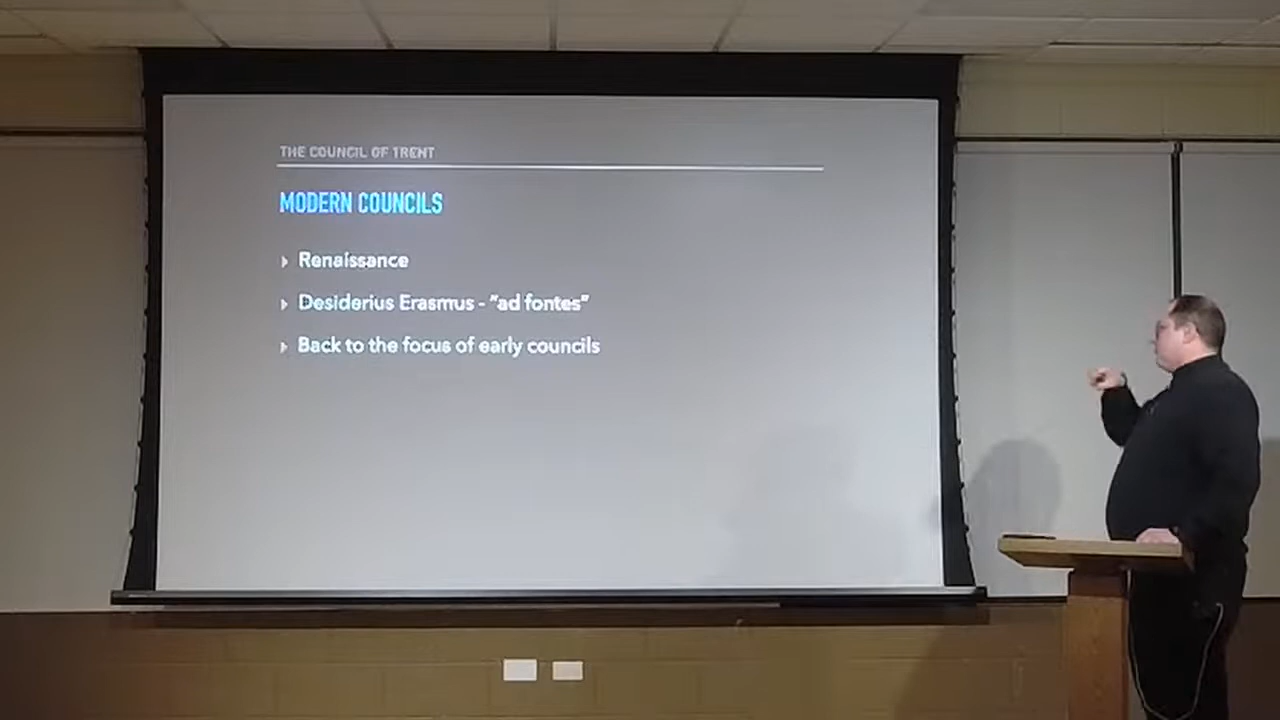 THE COUNCIL OF TRENT
MODERN COUNCILS
Renaissance
Desiderius Erasmus - "ad fontes"
Back to the focus of early councils